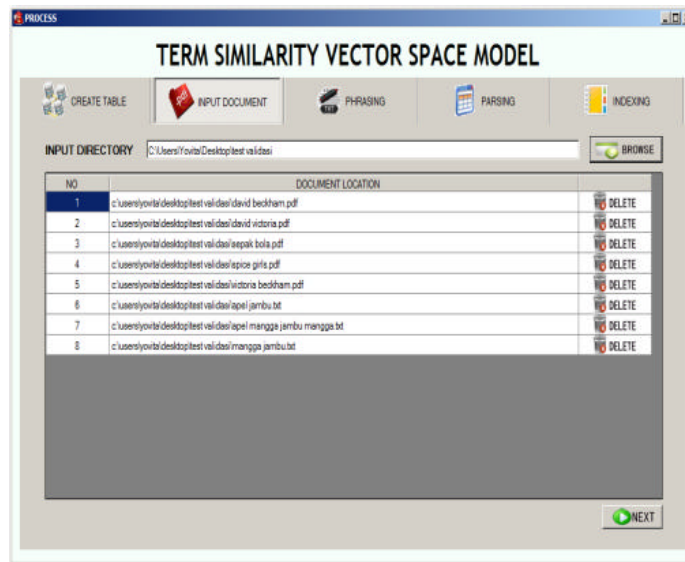 PROCESS
TERM SIMILARITY VECTOR SPACE MODEL
CREATE TABLE INPUT DOCUMENT PHRASING PARSING INDEXING
INPUT DIRECTORY C:\Users\Yovita\Desktop\test validasi BROWSE
NO DOCUMENT LOCATION
1 c:\users\yovita\desktop\test validasi\david beckham.pdf DELETE
2 c:\users\yovita\desktop\test validasi\david victoria.pdf DELETE
3 c:\users\yovita\desktop\test validasi\sepak bola.pdf DELETE
4 c:\users\yovita\desktop\test validasi\spice girls.pdf DELETE
5 c:\users\yovita\desktop\test validasi\victoria beckham.pdf DELETE
6 c:\users\yovita\desktop\test validasi\apel jambu.txt DELETE
7 c:\users\yovita\desktop\test validasi\apel mangga jambu mangga.txt DELETE
8 c:\users\yovita\desktop\test validasi\mangga jambu.txt DELETE
NEXT